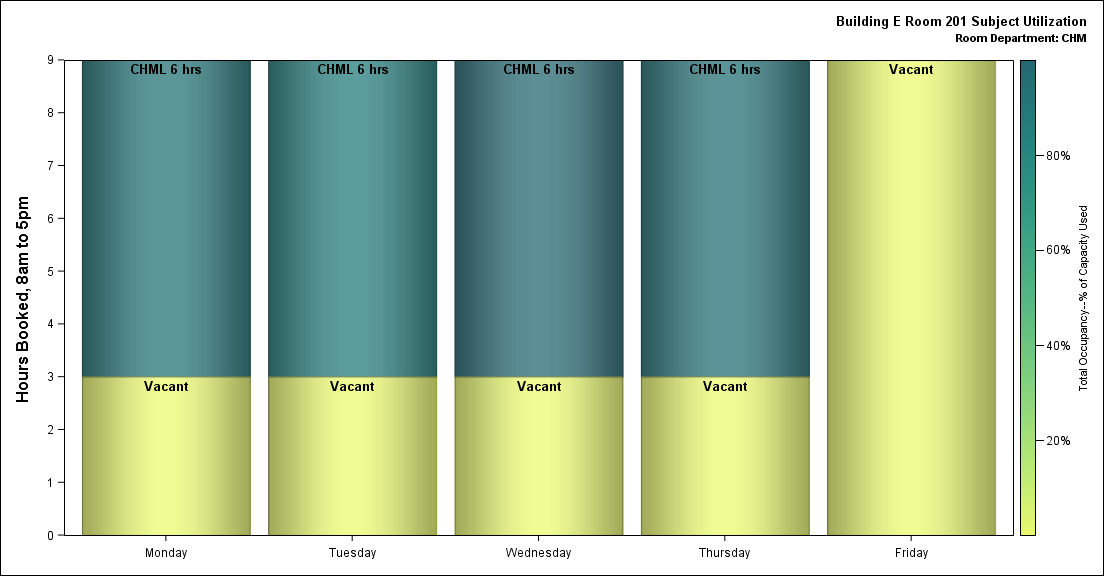 Building E Room 201 Subject Utilization
Room Department: CHM
Hours Booked, 8am to 5pm
9
8
7
6
5
4
3
2
1
0
CHML 6 hrs
CHML 6 hrs
CHML 6 hrs
CHML 6 hrs
Vacant
Vacant
Vacant
Vacant
Vacant
Monday
Tuesday
Wednesday
Thursday
Friday
80%
60%
40%
20%
Total Occupancy--% of Capacity Used